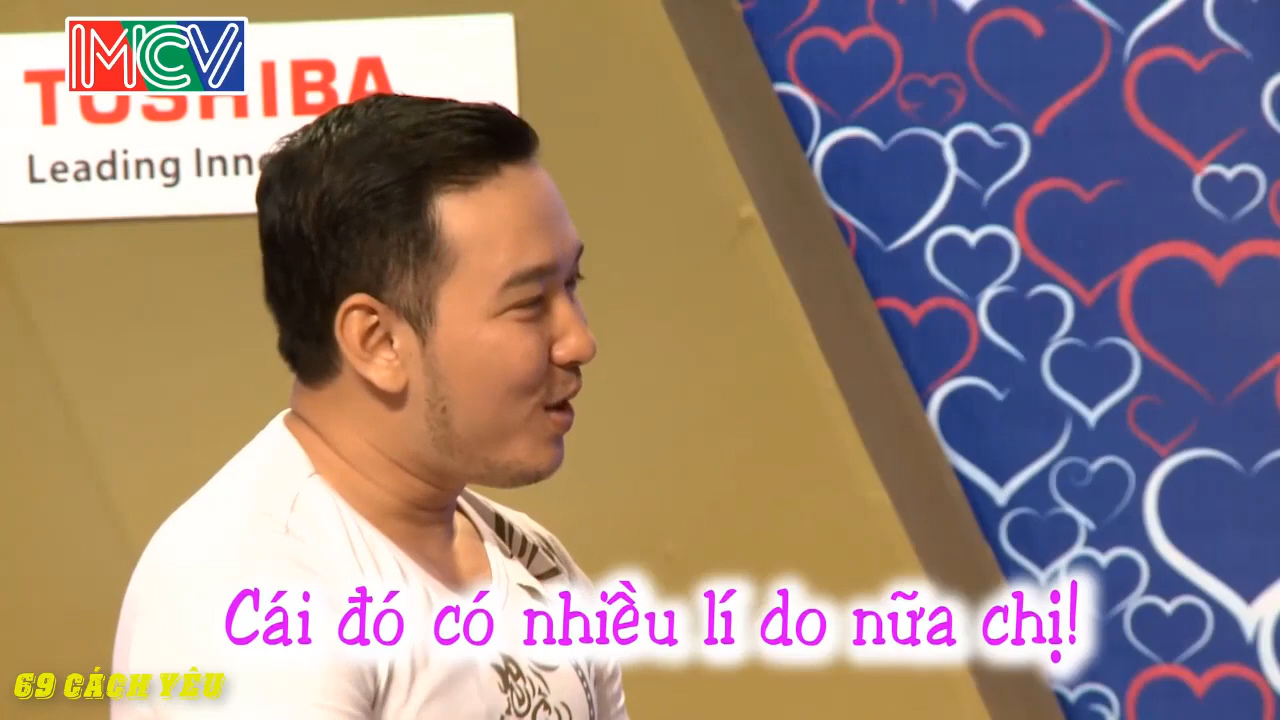 MCV
TOSHIBA
Leading Inno
Cái đó có nhiều lí do nữa chị!
69 CÁCH YÊU